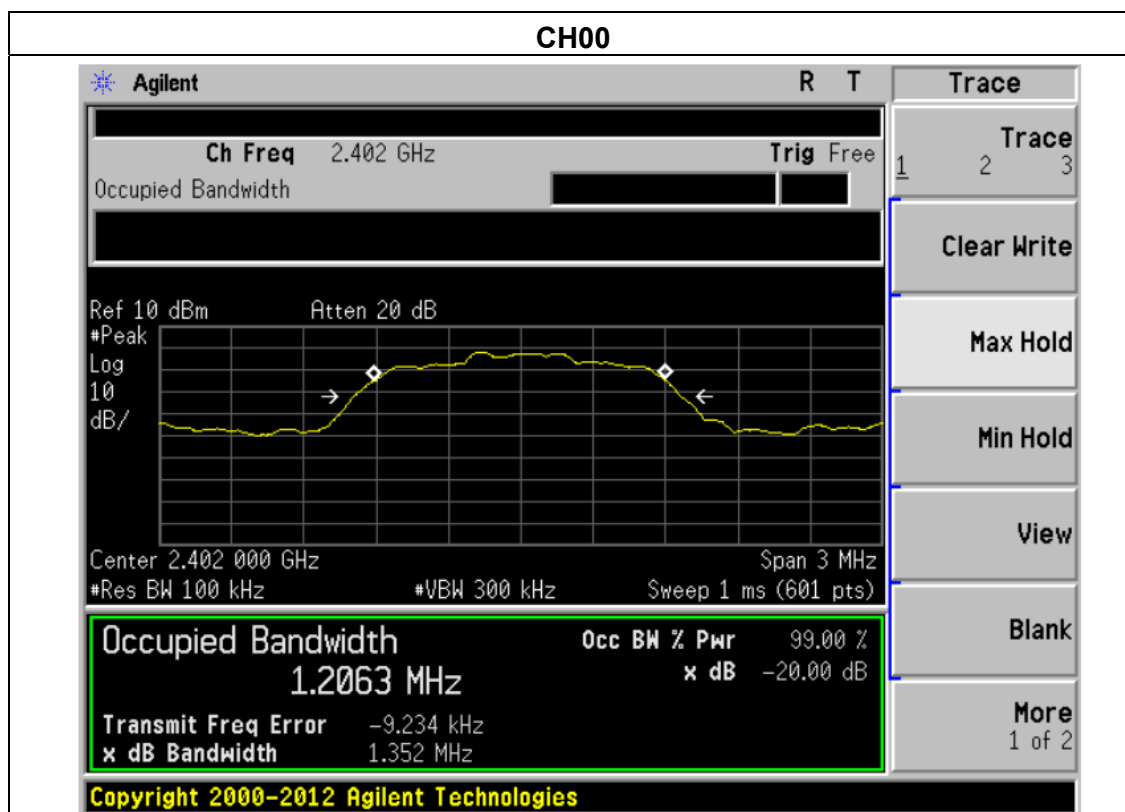 CH00
Agilent R T
Trace
Ch Freq 2.402 GHz Trig Free
Occupied Bandwidth
Trace
1 2 3
Clear Write
Max Hold
Min Hold
View
Blank
More
1 of 2
Ref 10 dBm Atten 20 dB
#Peak
Log
10
dB/
Center 2.402 000 GHz Span 3 MHz
#Res BW 100 kHz #VBW 300 kHz Sweep 1 ms (601 pts)
Occupied Bandwidth Occ BW % Pwr 99.00 %
1.2063 MHz x dB -20.00 dB
Transmit Freq Error -9.234 kHz
x dB Bandwidth 1.352 MHz
Copyright 2000-2012 Agilent Technologies